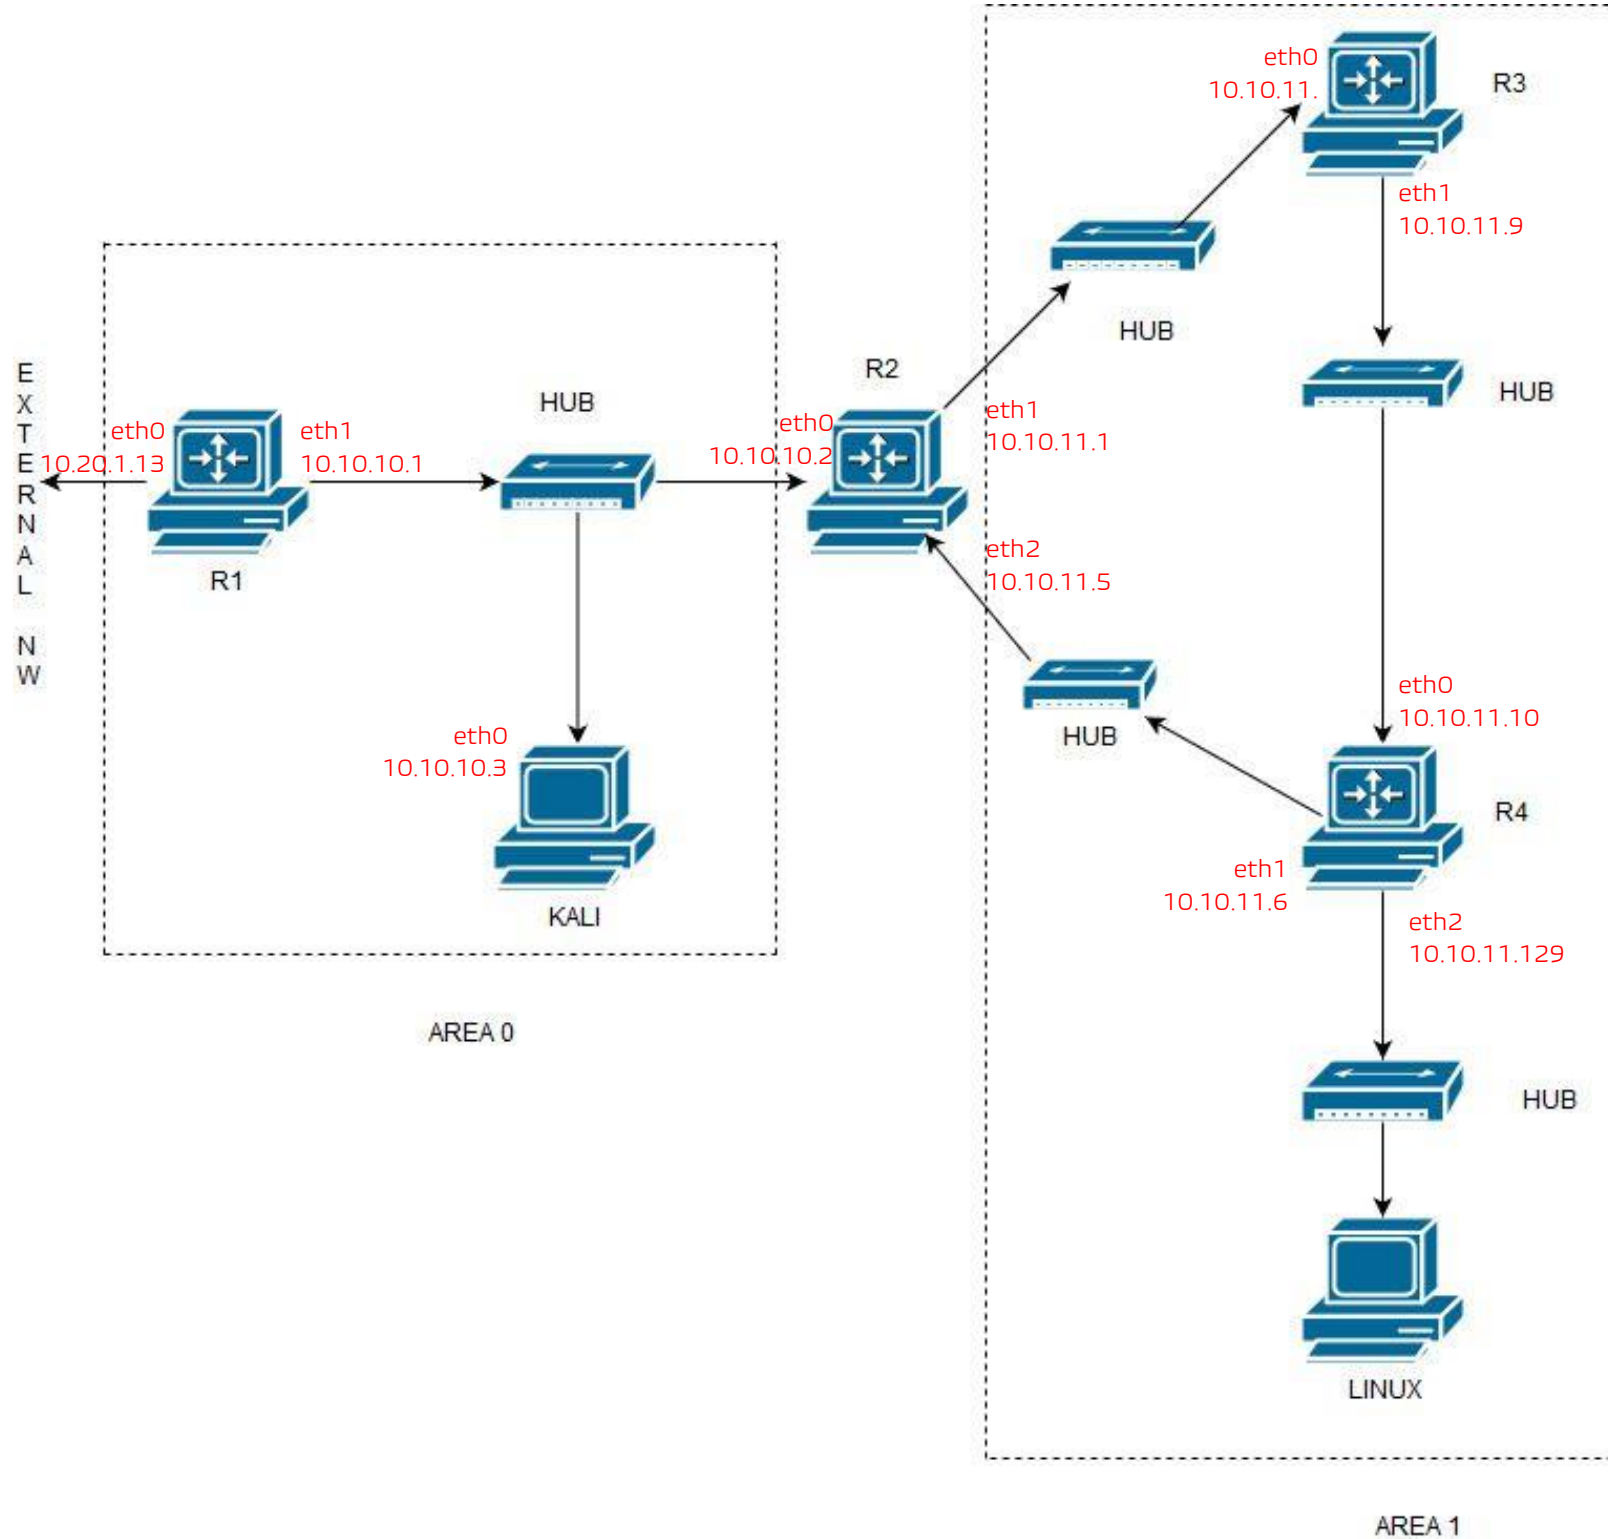 eth0
10.10.11.
R3
eth1
10.10.11.9
HUB
HUB
R2
HUB
EXTERNAL NW
eth0
10.20.1.13
eth1
10.10.10.1
eth0
10.10.10.2
eth1
10.10.11.1
R1
eth2
10.10.11.5
HUB
eth0
10.10.11.10
eth0
10.10.10.3
R4
KALI
eth1
10.10.11.6
eth2
10.10.11.129
AREA 0
HUB
LINUX
AREA 1